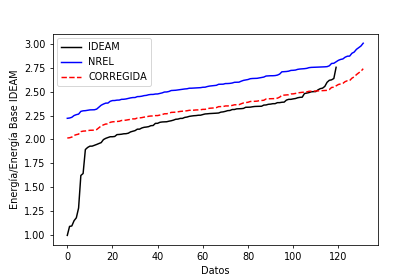 IDEAM
NREL
CORREGIDA
3.00
2.75
2.50
2.25
2.00
1.75
1.50
1.25
1.00
Energía/Energía Base IDEAM
0 20 40 60 80 100 120
Datos